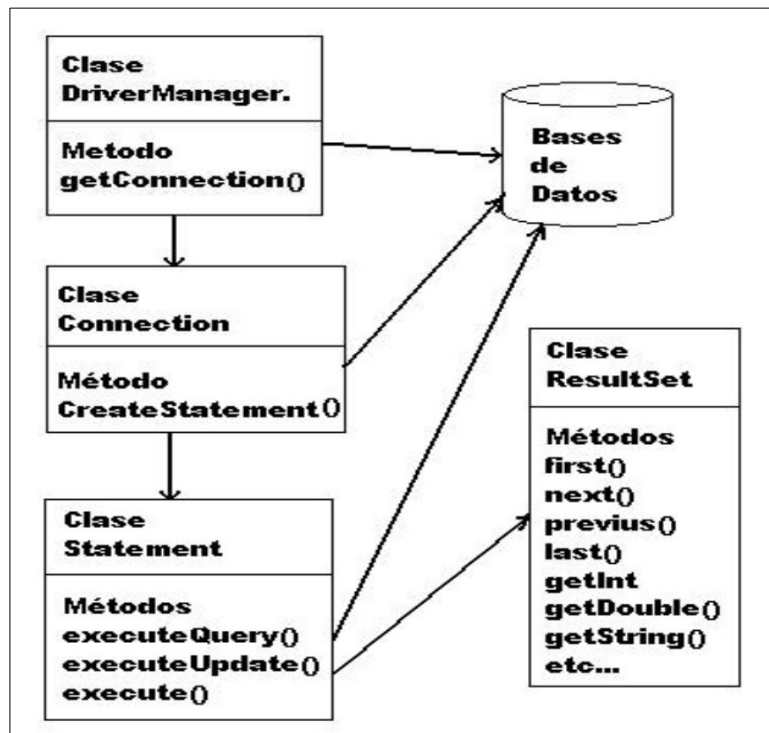 Clase
DriverManager.
Metodo
getConnection()
Bases
de
Datos
Clase
Connection
Método
CreateStatement()
Clase
ResultSet
Métodos
first()
next()
previus()
last()
getInt
getDouble()
getString()
etc...
Clase
Statement
Métodos
executeQuery()
executeUpdate()
execute()